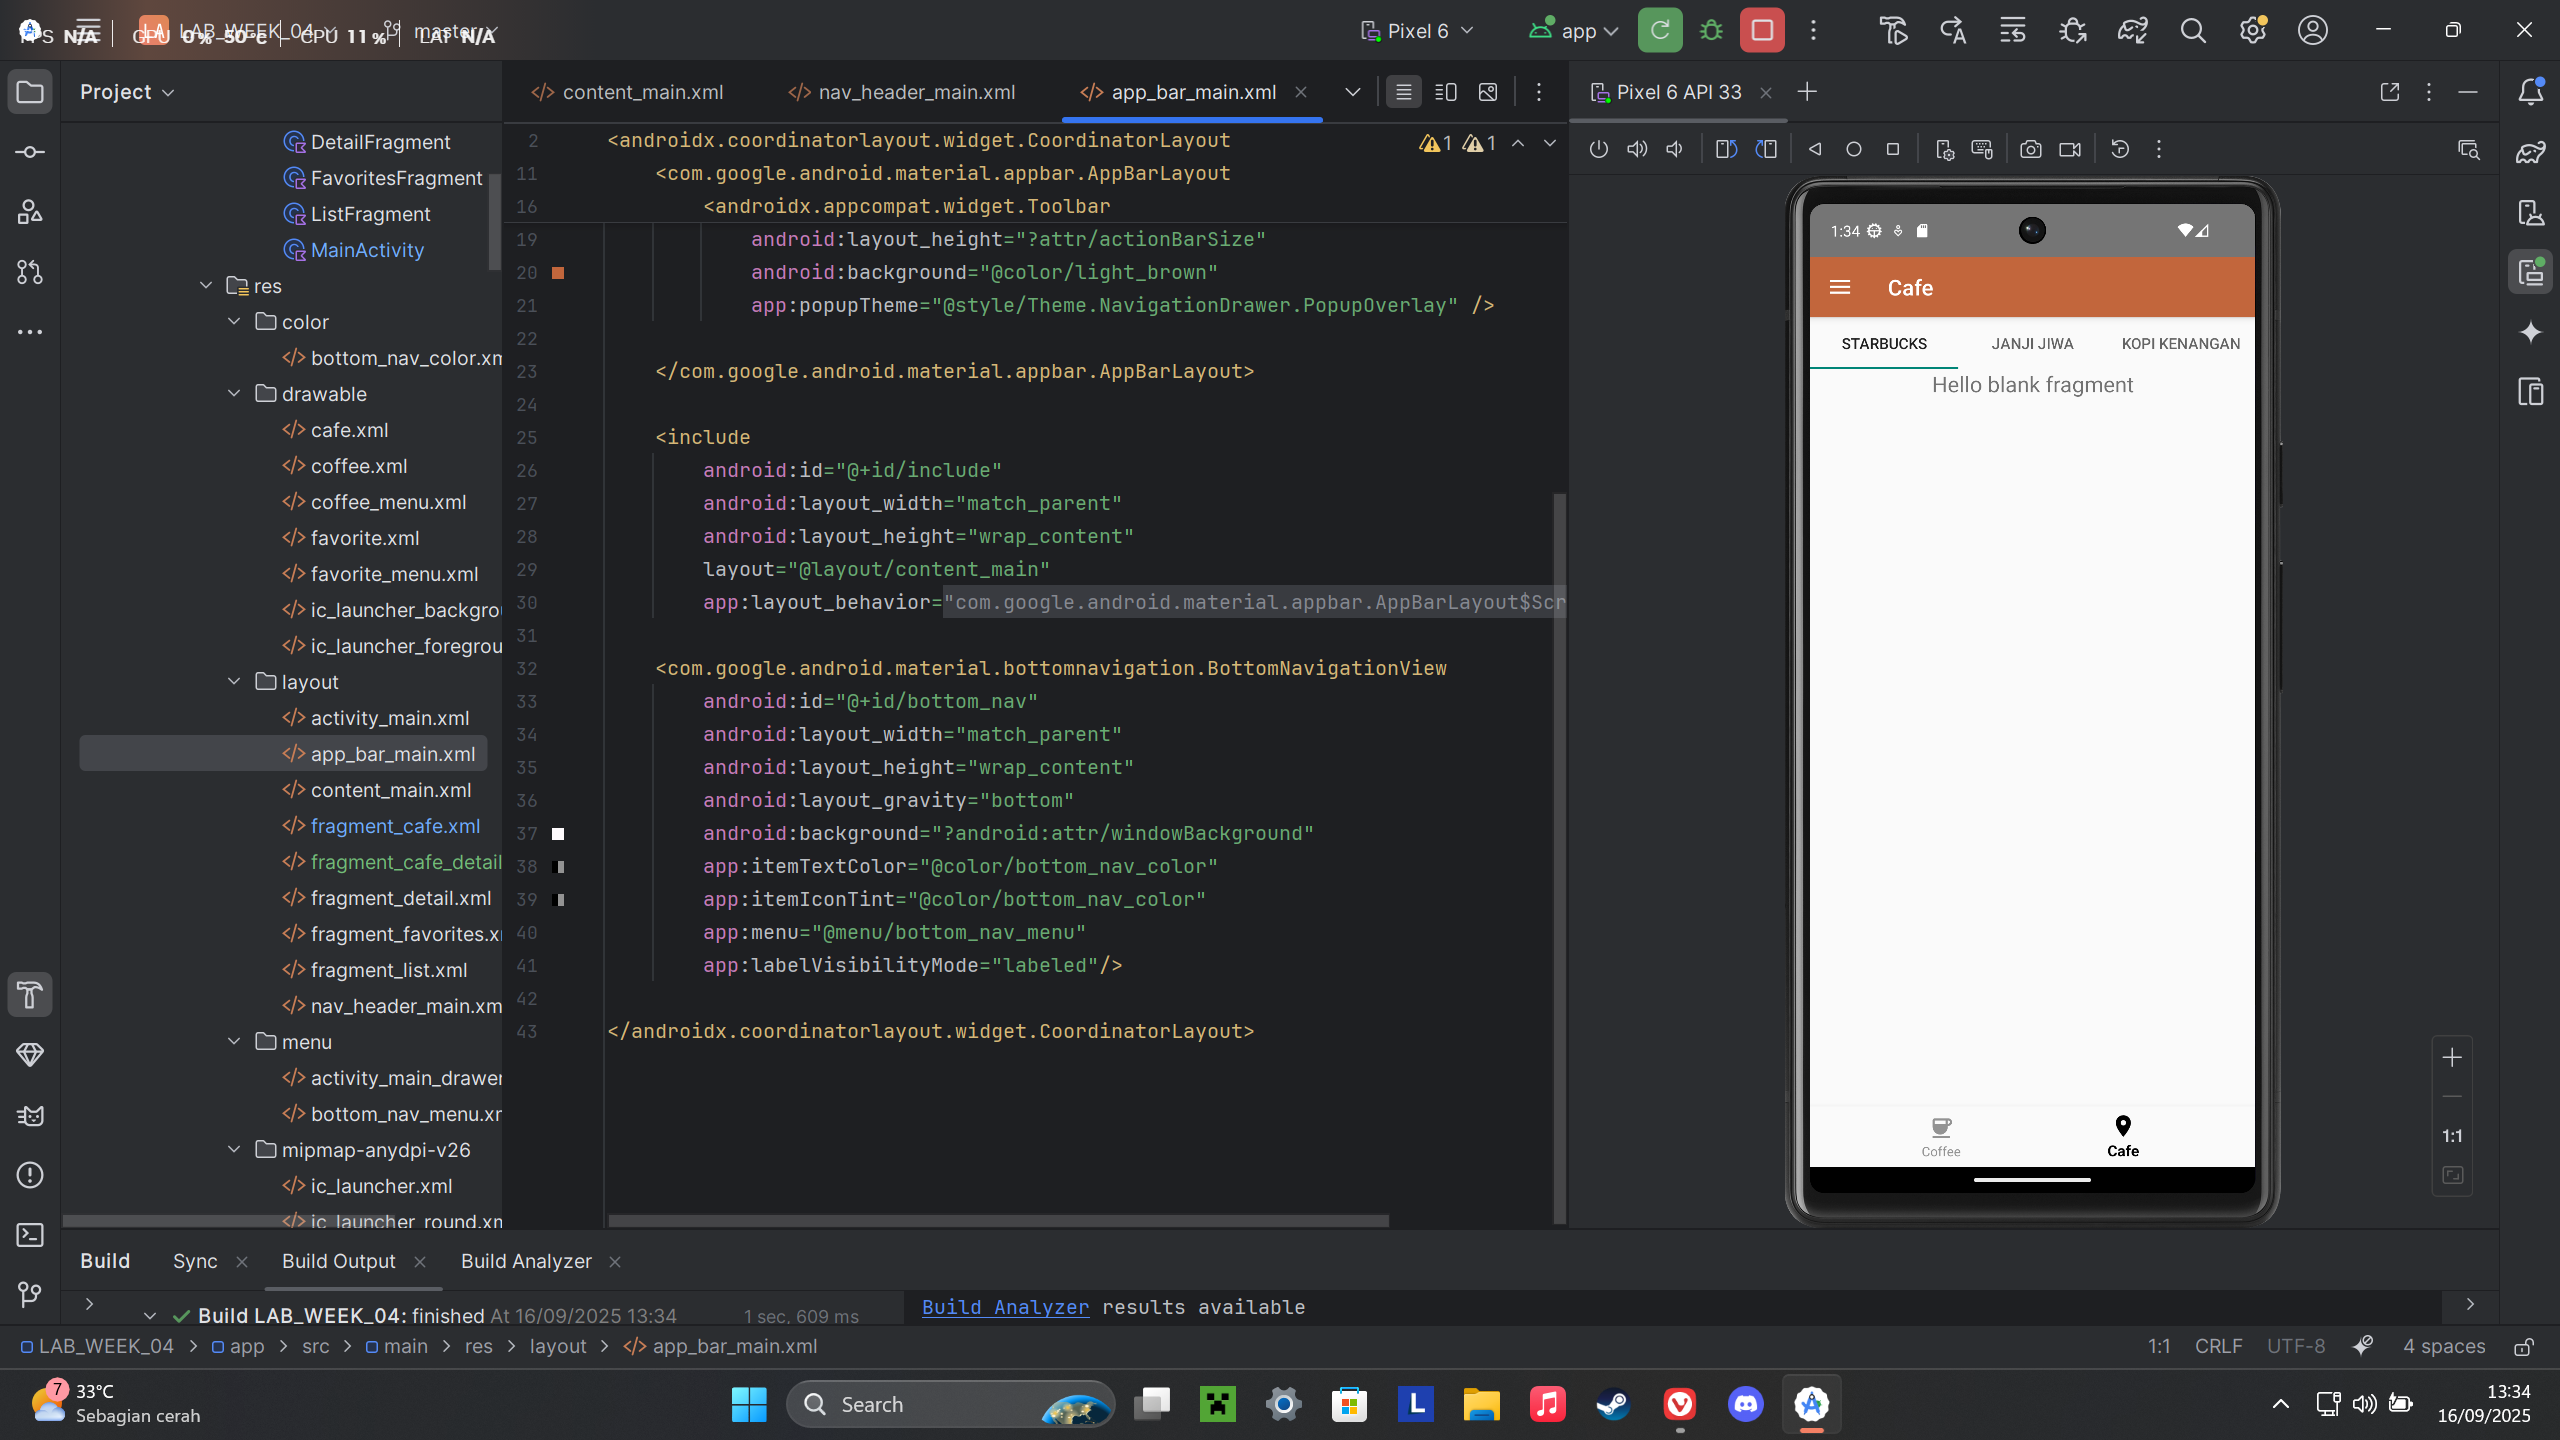 FPS N/A GPU 0% 50°C CPU 11% LAT N/A
LA LAB_WEEK_04 master
Pixel 6
app
Project
content_main.xml
nav_header_main.xml
app_bar_main.xml
Pixel 6 API 33
DetailFragment
FavoritesFragment
ListFragment
MainActivity
res
color
bottom_nav_color.xm
drawable
cafe.xml
coffee.xml
coffee_menu.xml
favorite.xml
favorite_menu.xml
ic_launcher_backgrou
ic_launcher_foregrou
layout
activity_main.xml
app_bar_main.xml
content_main.xml
fragment_cafe.xml
fragment_cafe_detail
fragment_detail.xml
fragment_favorites.x
fragment_list.xml
nav_header_main.xm
menu
activity_main_drawer
bottom_nav_menu.xm
mipmap-anydpi-v26
ic_launcher.xml
ic_launcher_round.xm
2 <androidx.coordinatorlayout.widget.CoordinatorLayout
11 <com.google.android.material.appbar.AppBarLayout
16 <androidx.appcompat.widget.Toolbar
19 android:layout_height="?attr/actionBarSize"
20 android:background="@color/light_brown"
21 app:popupTheme="@style/Theme.NavigationDrawer.PopupOverlay" />
22
23 </com.google.android.material.appbar.AppBarLayout>
24
25 <include
26 android:id="@+id/include"
27 android:layout_width="match_parent"
28 android:layout_height="wrap_content"
29 layout="@layout/content_main"
30 app:layout_behavior="com.google.android.material.appbar.AppBarLayout$Scr
31
32 <com.google.android.material.bottomnavigation.BottomNavigationView
33 android:id="@+id/bottom_nav"
34 android:layout_width="match_parent"
35 android:layout_height="wrap_content"
36 android:layout_gravity="bottom"
37 android:background="?android:attr/windowBackground"
38 app:itemTextColor="@color/bottom_nav_color"
39 app:itemIconTint="@color/bottom_nav_color"
40 app:menu="@menu/bottom_nav_menu"
41 app:labelVisibilityMode="labeled"/>
42
43 </androidx.coordinatorlayout.widget.CoordinatorLayout>
1 1
1:34
Cafe
STARBUCKS JANJI JIWA KOPI KENANGAN
Hello blank fragment
Coffee Cafe
1:1
Build Sync Build Output Build Analyzer
Build LAB_WEEK_04: finished At 16/09/2025 13:34 1 sec, 609 ms
Build Analyzer results available
LAB_WEEK_04 > app > src > main > res > layout > app_bar_main.xml
1:1 CRLF UTF-8 4 spaces
7
33°C
Sebagian cerah
Search
L
13:34
16/09/2025